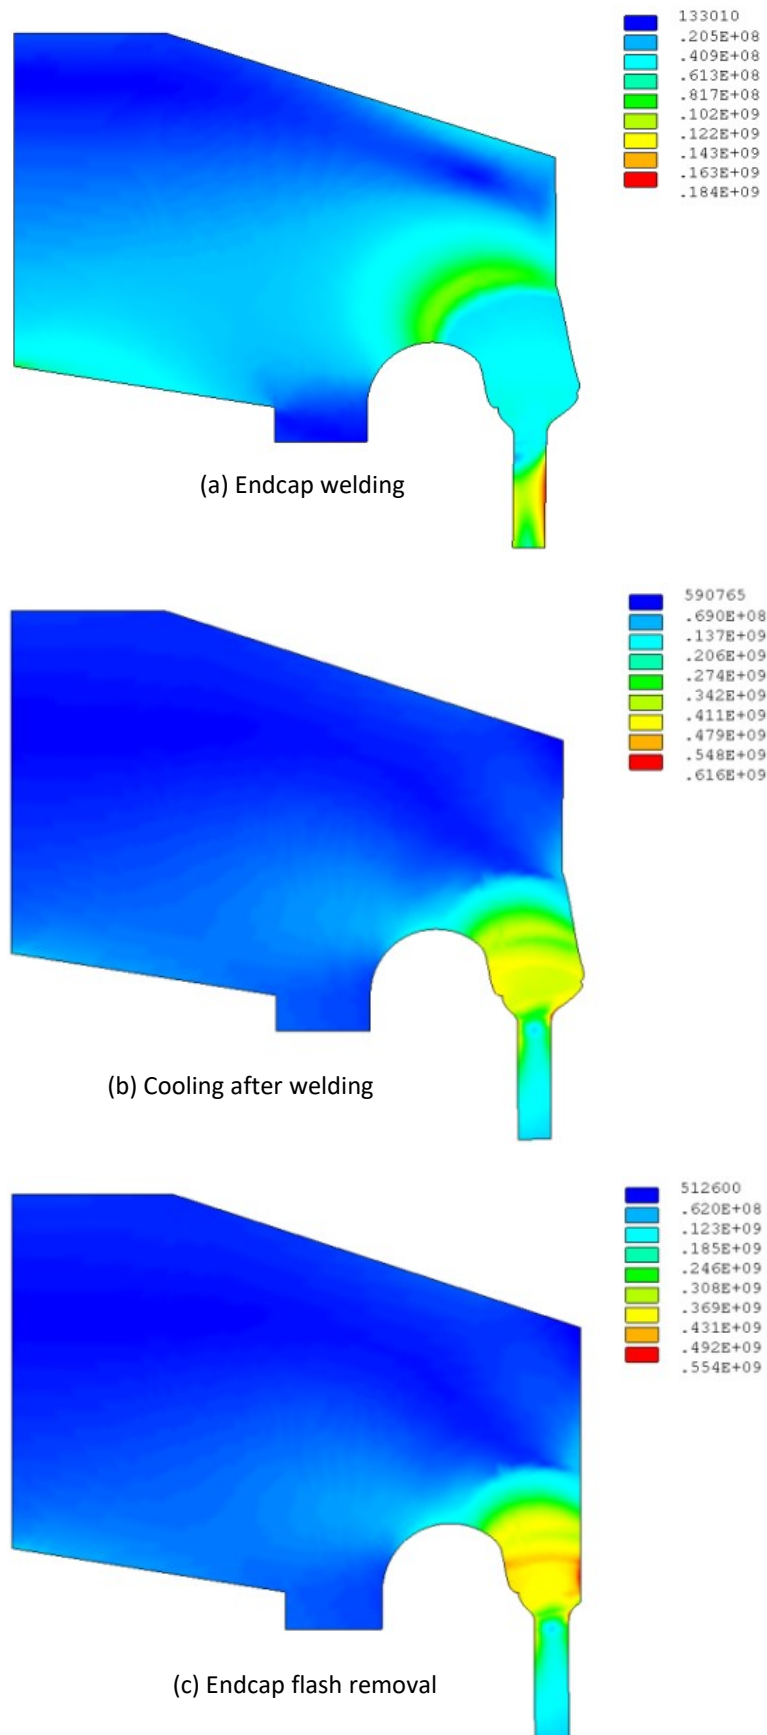 133010
.205E+08
.409E+08
.613E+08
.817E+08
.102E+09
.122E+09
.143E+09
.163E+09
.184E+09
(a) Endcap welding
590765
.690E+08
.137E+09
.206E+09
.274E+09
.342E+09
.411E+09
.479E+09
.548E+09
.616E+09
(b) Cooling after welding
512600
.620E+08
.123E+09
.185E+09
.246E+09
.308E+09
.369E+09
.431E+09
.492E+09
.554E+09
(c) Endcap flash removal